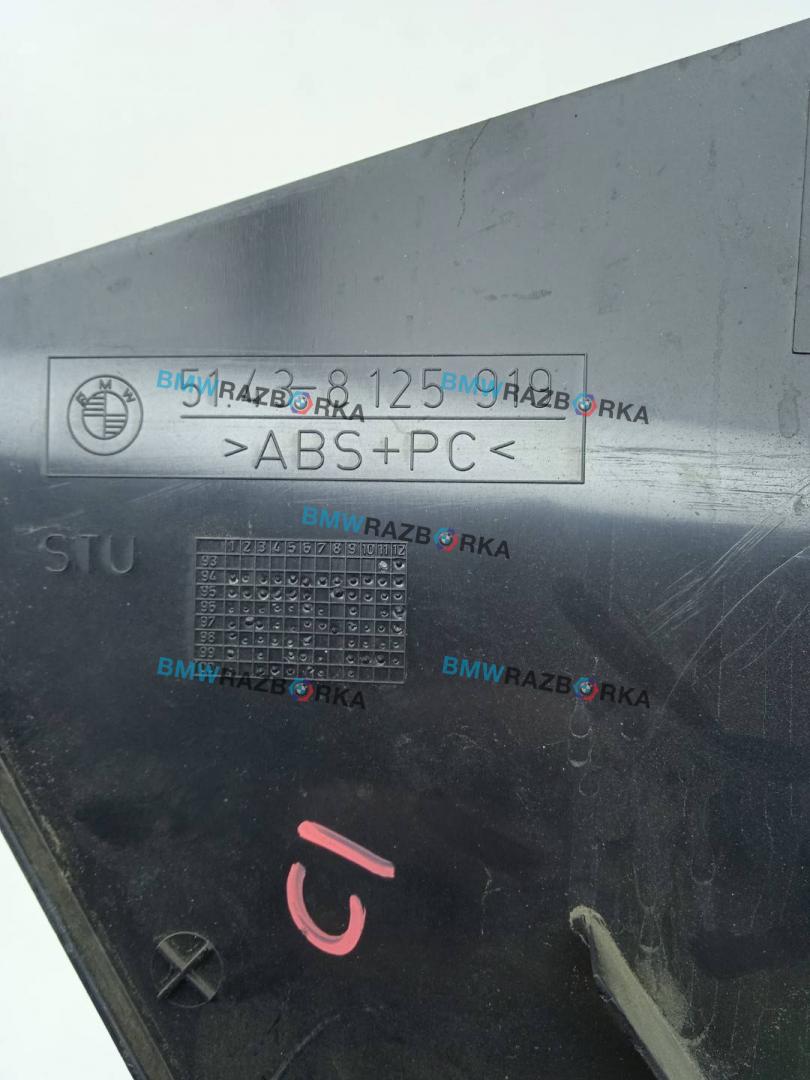 51.43-8 125 919
BMW
>ABS+PC<
BMWRAZBORKA BMWRAZBORKA
BMWRAZBORKA
STU
1 2 3 4 5 6 7 8 9 10 11 12
93
94
95
96
97
98
99
BMWRAZBORKA BMWRAZBORKA
C1